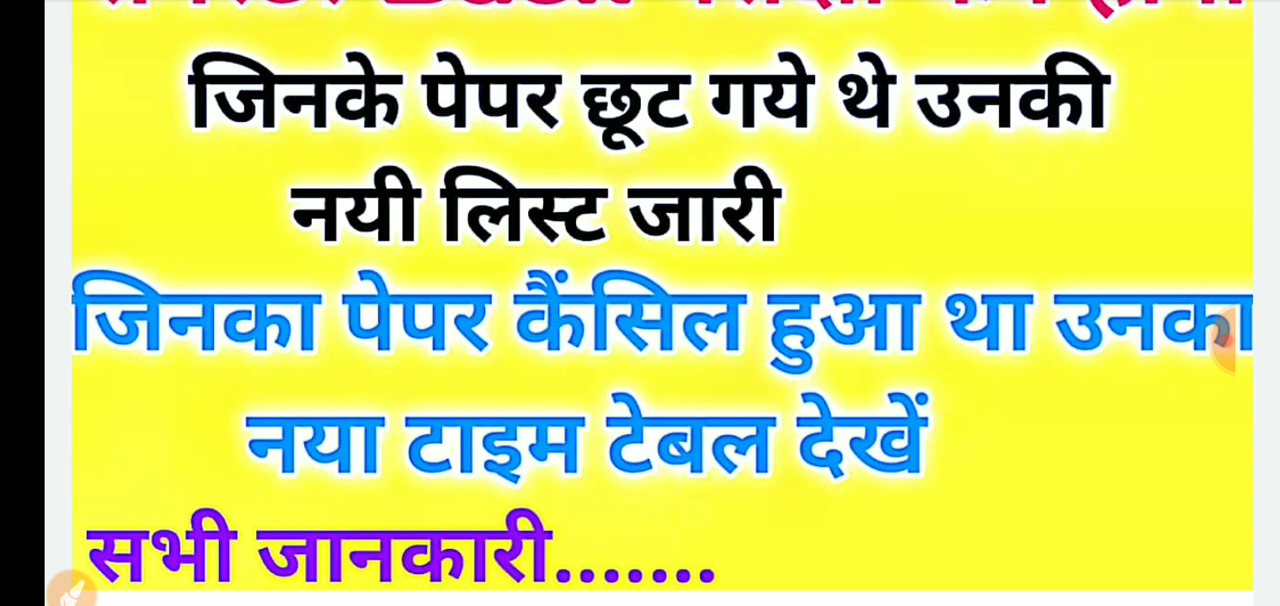 जिनके पेपर छूट गये थे उनकी
नयी लिस्ट जारी
जिनका पेपर कैंसिल हुआ था उनका
नया टाइम टेबल देखें
सभी जानकारी.......